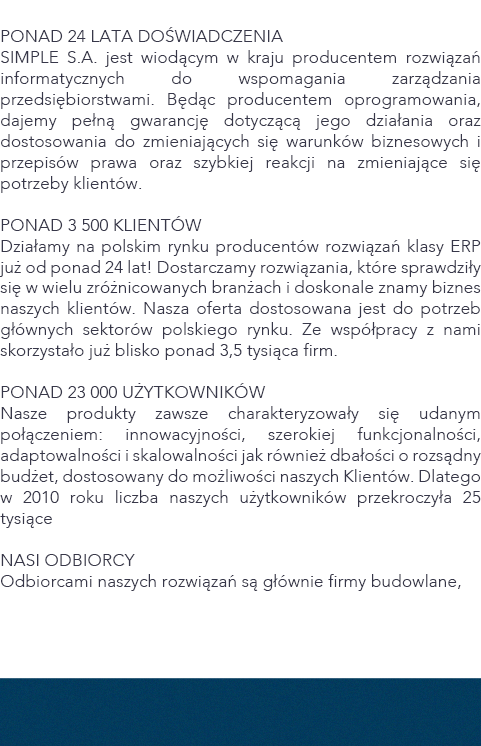 PONAD 24 LATA DOŚWIADCZENIA
SIMPLE S.A. jest wiodącym w kraju producentem rozwiązań
informatycznych do wspomagania zarządzania
przedsiębiorstwami. Będąc producentem oprogramowania,
dajemy pełną gwarancję dotyczącą jego działania oraz
dostosowania do zmieniających się warunków biznesowych i
przepisów prawa oraz szybkiej reakcji na zmieniające się
potrzeby klientów.

PONAD 3 500 KLIENTÓW
Działamy na polskim rynku producentów rozwiązań klasy ERP
już od ponad 24 lat! Dostarczamy rozwiązania, które sprawdziły
się w wielu zróżnicowanych branżach i doskonale znamy biznes
naszych klientów. Nasza oferta dostosowana jest do potrzeb
głównych sektorów polskiego rynku. Ze współpracy z nami
skorzystało już blisko ponad 3,5 tysiąca firm.

PONAD 23 000 UŻYTKOWNIKÓW
Nasze produkty zawsze charakteryzowały się udanym
połączeniem: innowacyjności, szerokiej funkcjonalności,
adaptowalności i skalowalności jak również dbałości o rozsądny
budżet, dostosowany do możliwości naszych Klientów. Dlatego
w 2010 roku liczba naszych użytkowników przekroczyła 25
tysiące

NASI ODBIORCY
Odbiorcami naszych rozwiązań są głównie firmy budowlane,